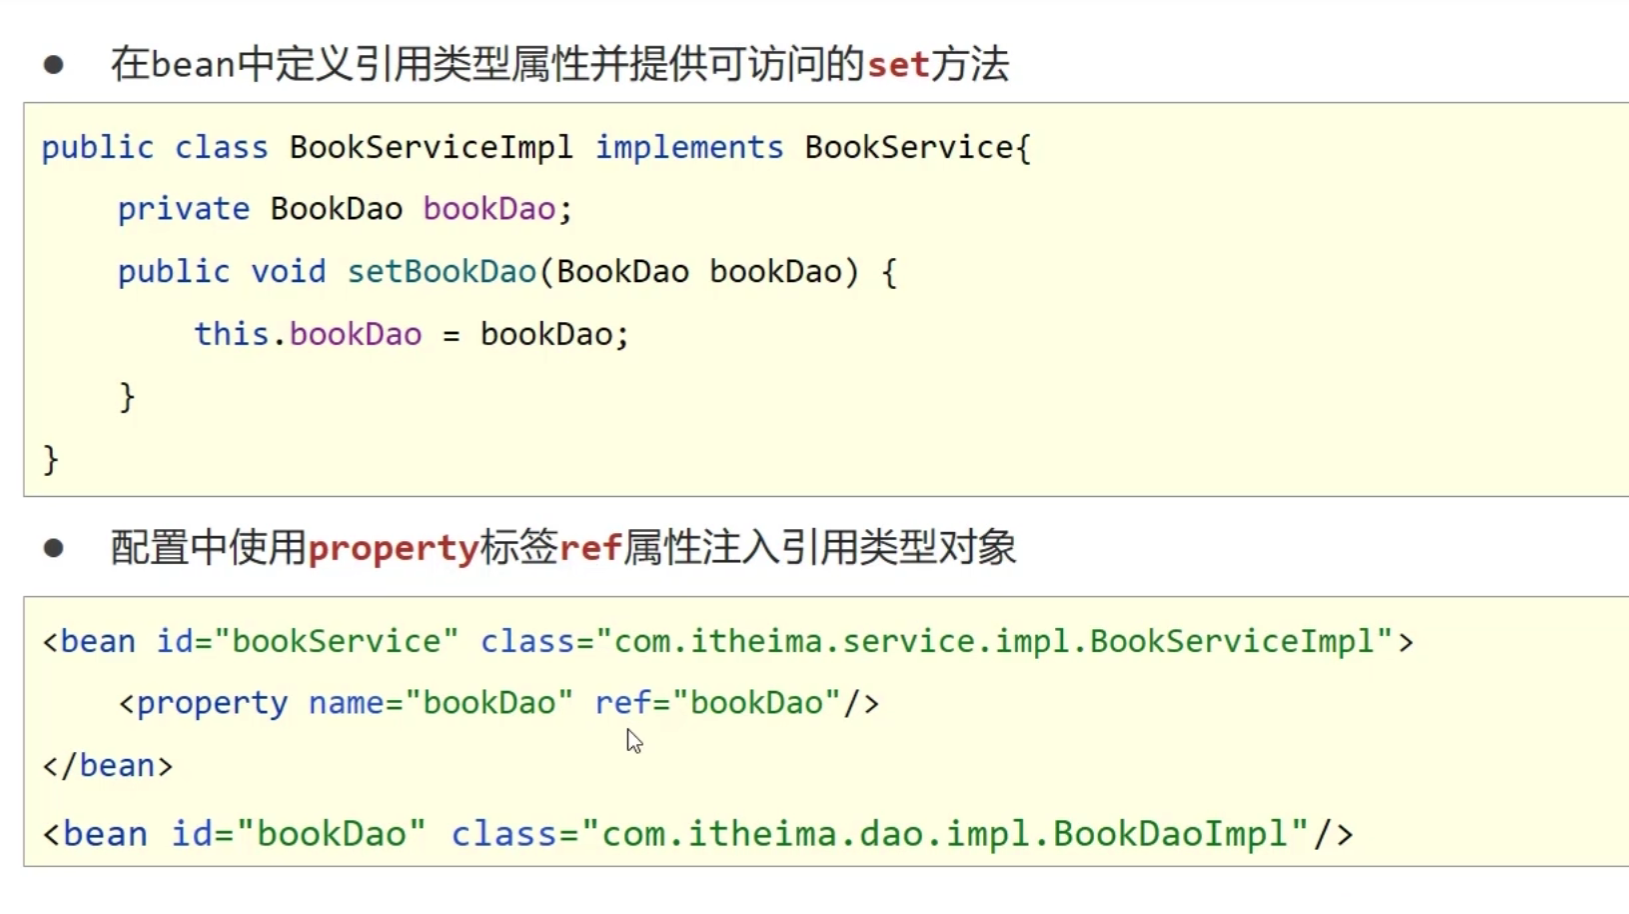 ● 在bean中定义引用类型属性并提供可访问的set方法
public class BookServiceImpl implements BookService{
    private BookDao bookDao;
    public void setBookDao(BookDao bookDao) {
        this.bookDao = bookDao;
    }
}
● 配置中使用property标签ref属性注入引用类型对象
<bean id="bookService" class="com.itheima.service.impl.BookServiceImpl">
    <property name="bookDao" ref="bookDao"/>
</bean>
<bean id="bookDao" class="com.itheima.dao.impl.BookDaoImpl"/>